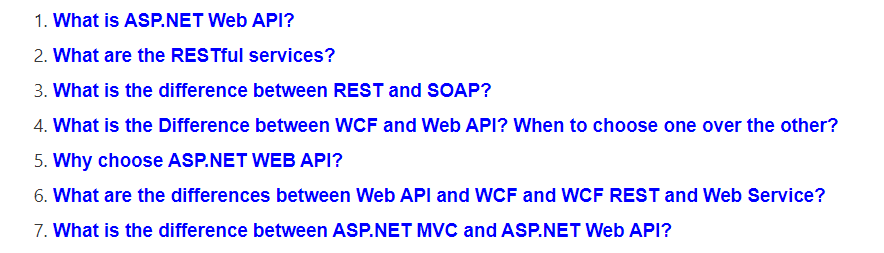 1. What is ASP.NET Web API?
2. What are the RESTful services?
3. What is the difference between REST and SOAP?
4. What is the Difference between WCF and Web API? When to choose one over the other?
5. Why choose ASP.NET WEB API?
6. What are the differences between Web API and WCF and WCF REST and Web Service?
7. What is the difference between ASP.NET MVC and ASP.NET Web API?